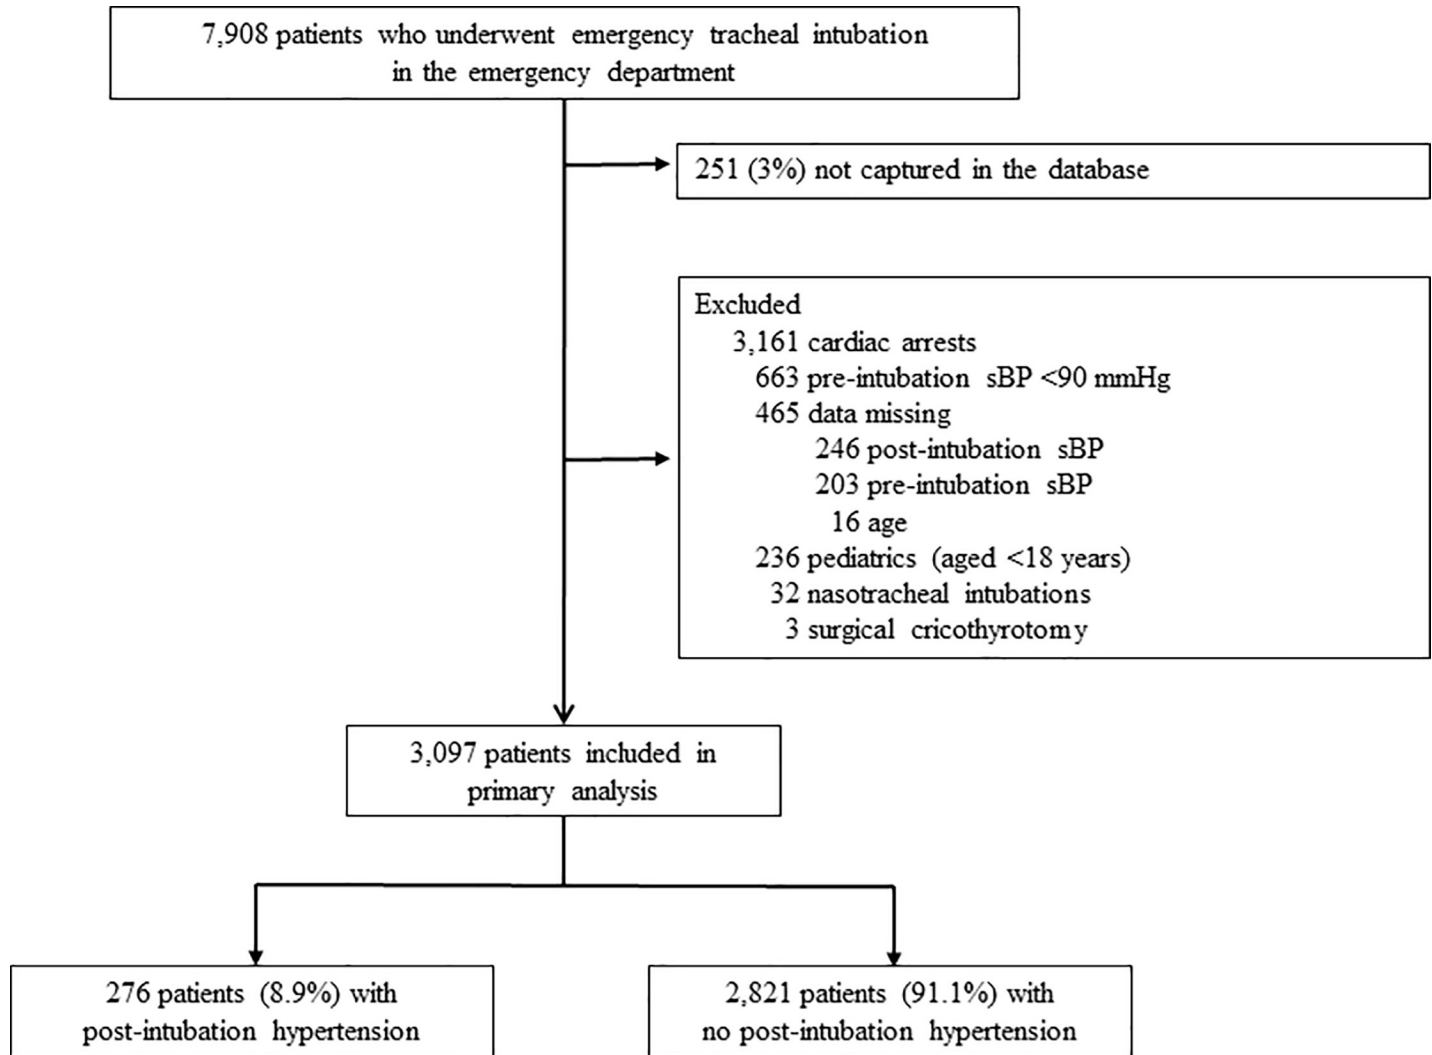 7,908 patients who underwent emergency tracheal intubation
in the emergency department
251 (3%) not captured in the database
Excluded
3,161 cardiac arrests
663 pre-intubation sBP <90 mmHg
465 data missing
246 post-intubation sBP
203 pre-intubation sBP
16 age
236 pediatrics (aged <18 years)
32 nasotracheal intubations
3 surgical cricothyrotomy
3,097 patients included in
primary analysis
276 patients (8.9%) with
post-intubation hypertension
2,821 patients (91.1%) with
no post-intubation hypertension